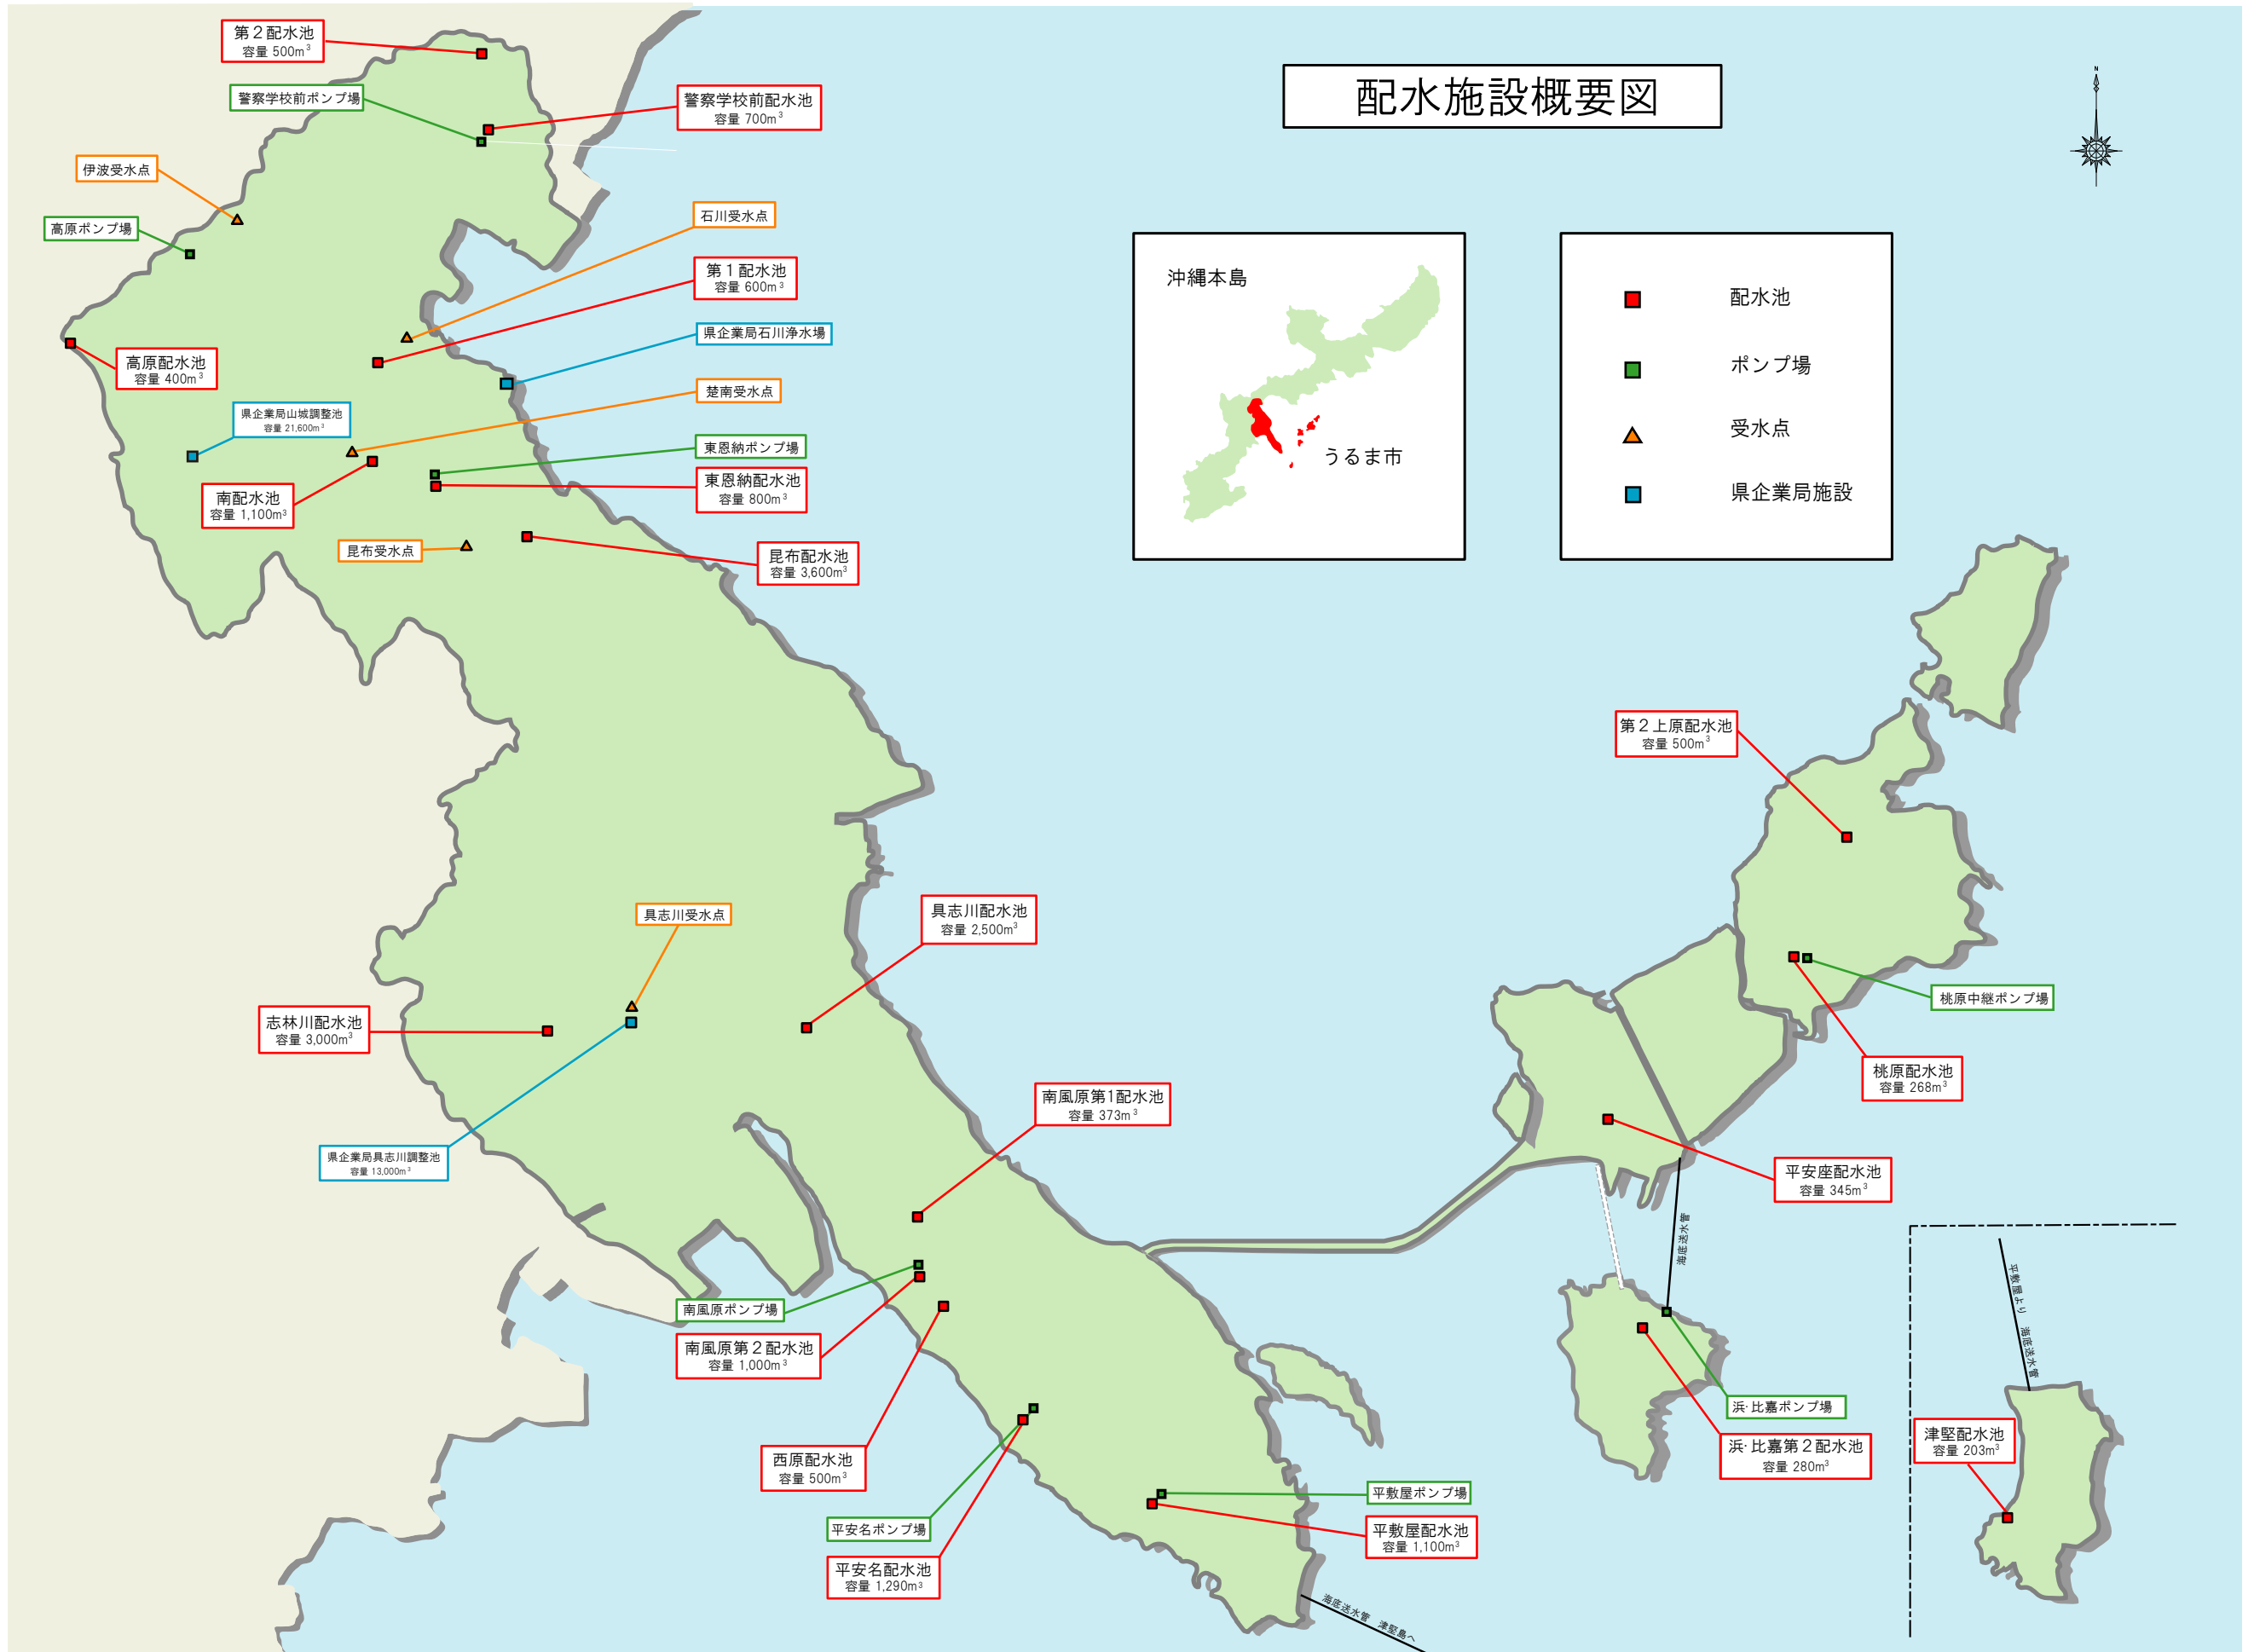 配水施設概要図
N
第２配水池
容量 500m³
警察学校前ポンプ場
警察学校前配水池
容量 700m³
伊波受水点
高原ポンプ場
石川受水点
第１配水池
容量 600m³
県企業局石川浄水場
高原配水池
容量 400m³
楚南受水点
県企業局山城調整池
容量 21,600m³
東恩納ポンプ場
東恩納配水池
容量 800m³
南配水池
容量 1,100m³
昆布受水点
昆布配水池
容量 3,600m³
沖縄本島
うるま市
配水池
ポンプ場
受水点
県企業局施設
第２上原配水池
容量 500m³
具志川受水点
具志川配水池
容量 2,500m³
志林川配水池
容量 3,000m³
桃原中継ポンプ場
桃原配水池
容量 268m³
南風原第1配水池
容量 373m³
県企業局具志川調整池
容量 13,000m³
平安座配水池
容量 345m³
海底送水管
南風原ポンプ場
南風原第２配水池
容量 1,000m³
平敷屋より　海底送水管
浜･比嘉ポンプ場
浜･比嘉第２配水池
容量 280m³
津堅配水池
容量 203m³
西原配水池
容量 500m³
平敷屋ポンプ場
平敷屋配水池
容量 1,100m³
平安名ポンプ場
平安名配水池
容量 1,290m³
海底送水管　津堅島へ